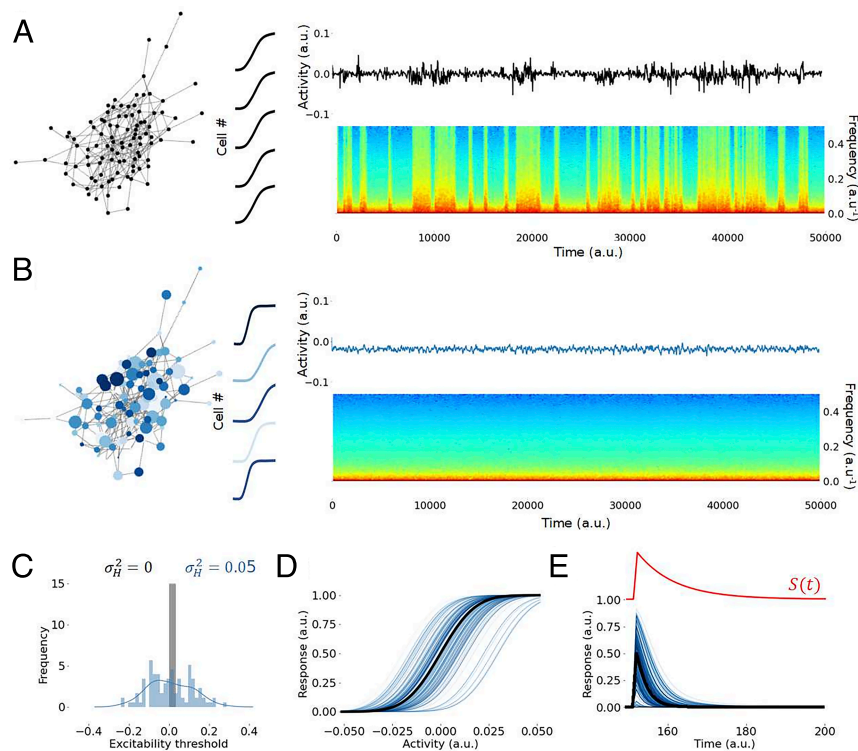 A
Cell #
Activity (a.u.)
0.1
0.0
−0.1
Frequency (a.u⁻¹)
0.4
0.2
0.0
0 10000 20000 30000 40000 50000
Time (a.u.)
B
Cell #
Activity (a.u.)
0.1
0.0
−0.1
Frequency (a.u⁻¹)
0.4
0.2
0.0
0 10000 20000 30000 40000 50000
Time (a.u.)
C
σ²_H = 0 σ²_H = 0.05
Frequency
15
10
5
0
−0.4 −0.2 0.0 0.2 0.4
Excitability threshold
D
Response (a.u.)
1.00
0.75
0.50
0.25
0.00
−0.050 −0.025 0.000 0.025 0.050
Activity (a.u.)
E
S(t)
Response (a.u.)
1.00
0.75
0.50
0.25
0.00
160 180 200
Time (a.u.)